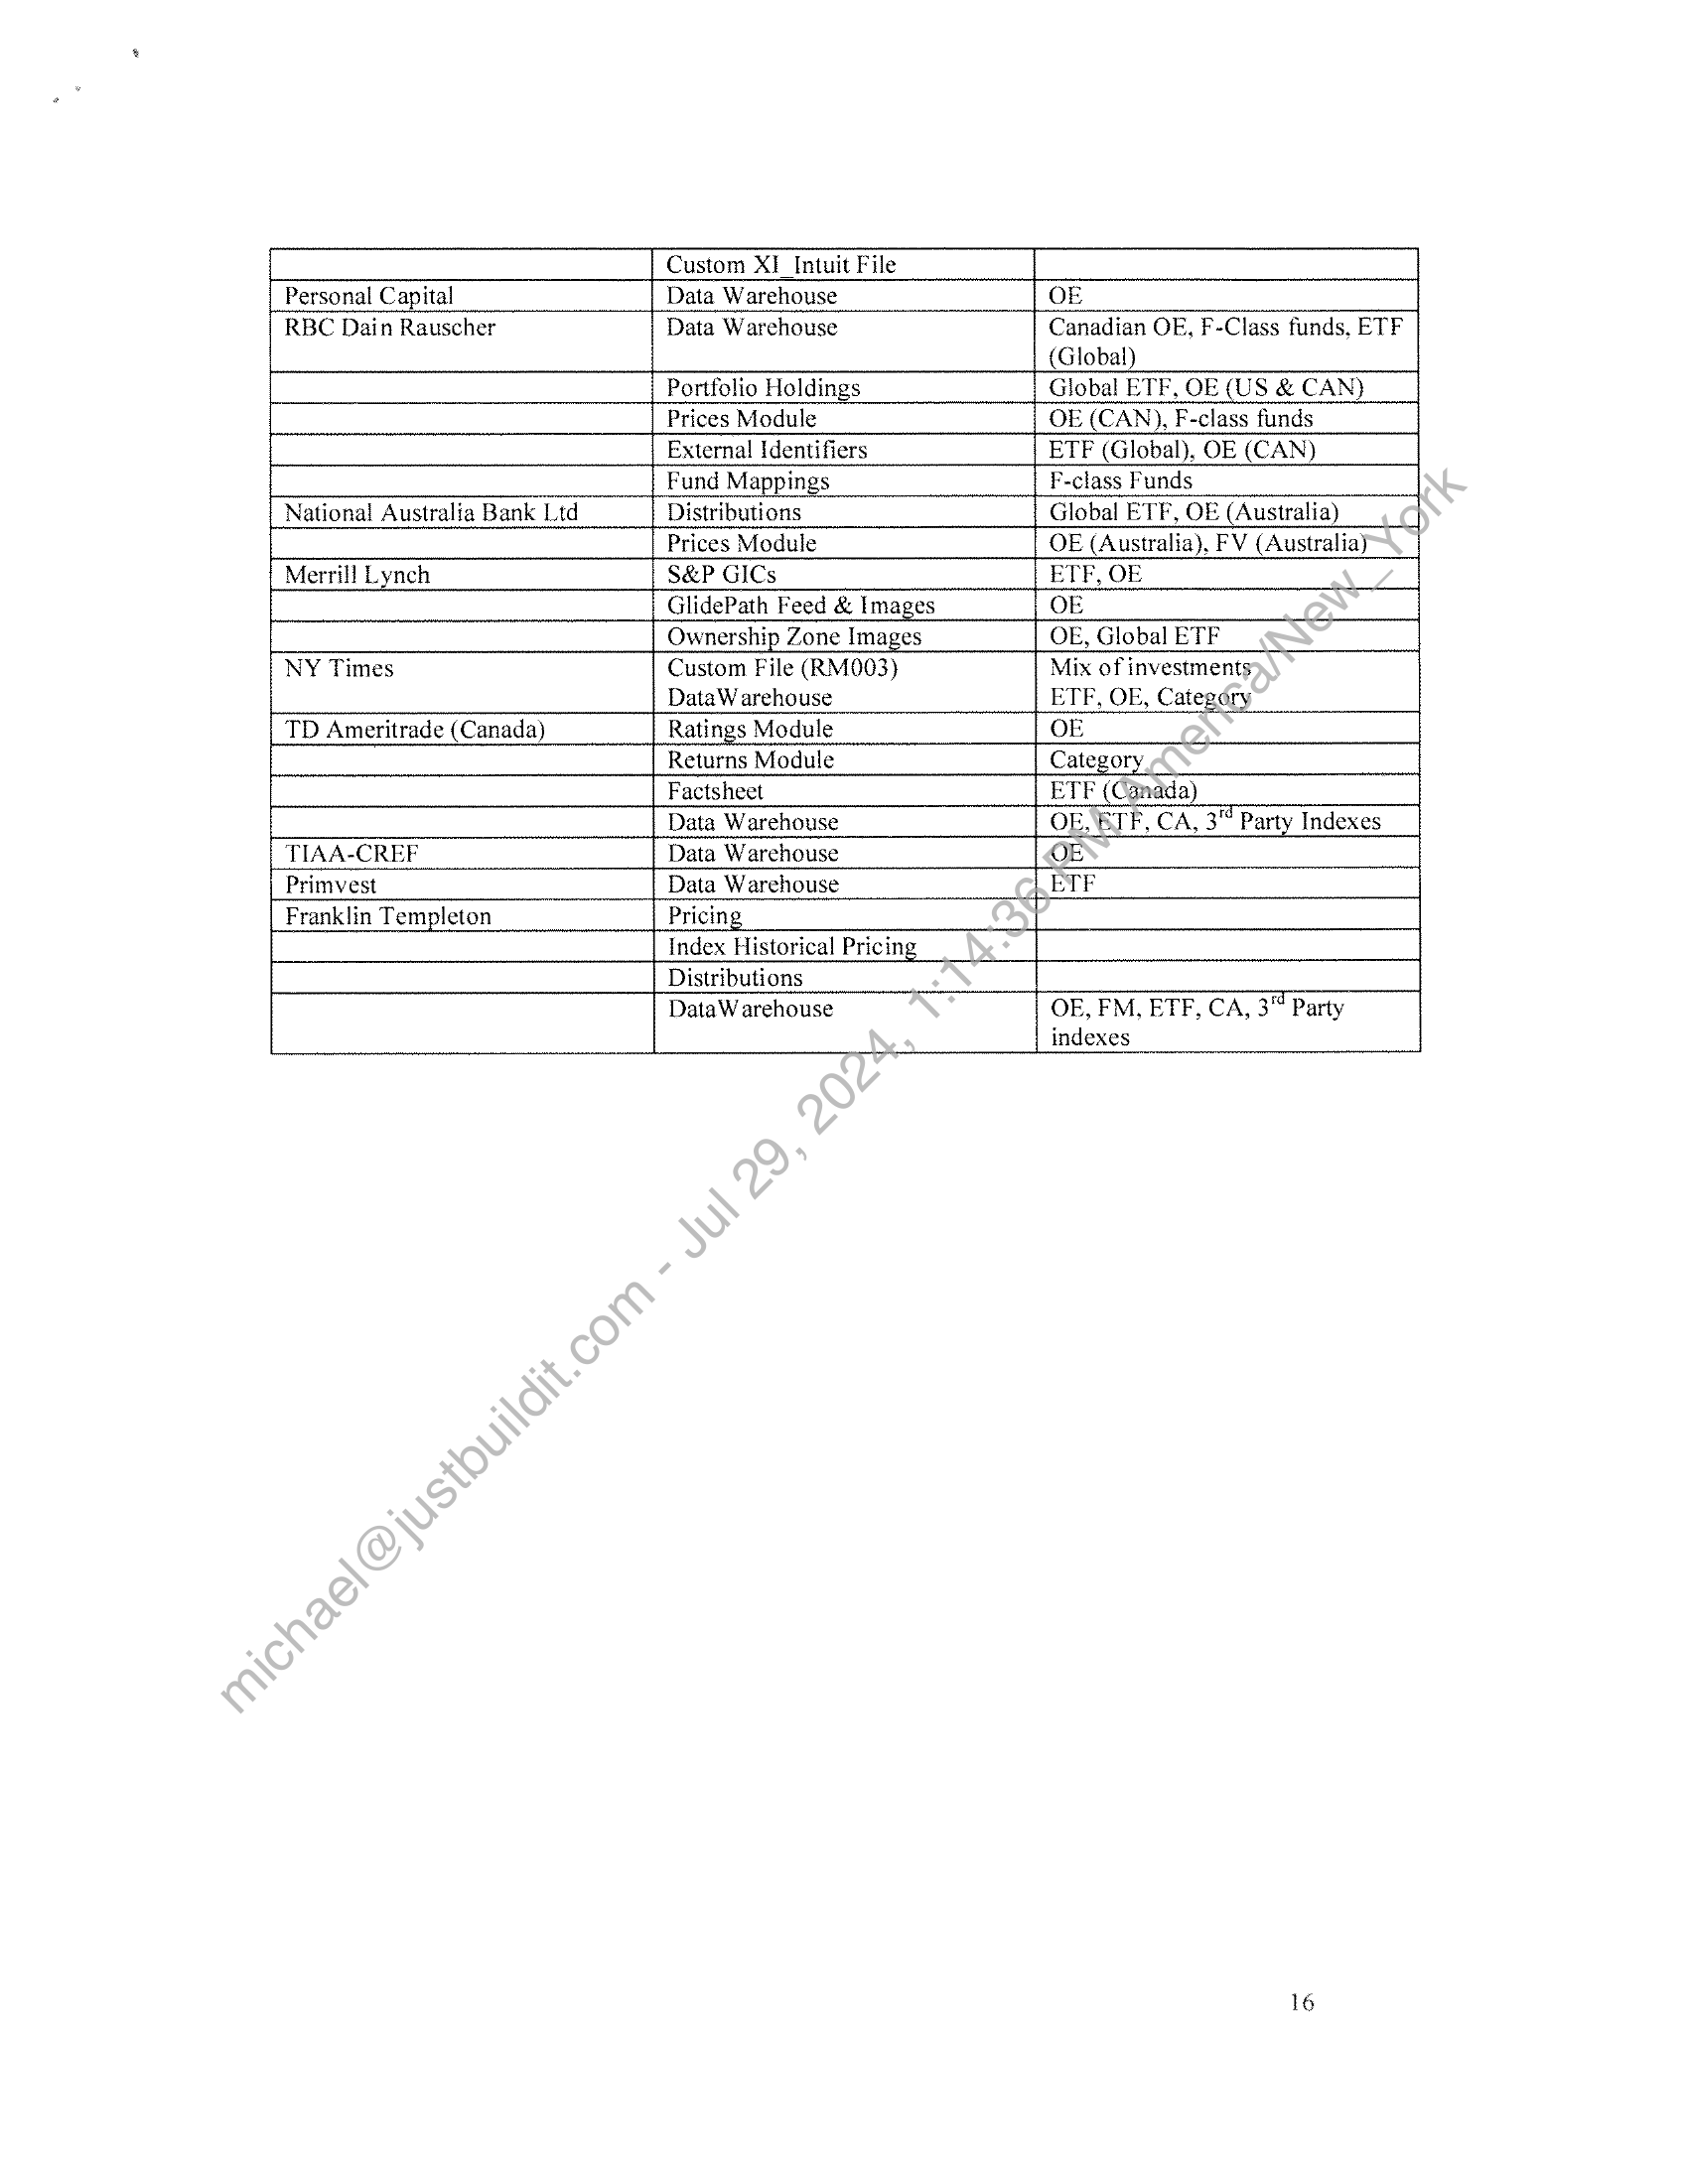 Custom XI_Intuit File
Personal Capital Data Warehouse OE
RBC Dain Rauscher Data Warehouse Canadian OE, F-Class funds, ETF
(Global)
Portfolio Holdings Global ETF, OE (US & CAN)
Prices Module OE (CAN), F-class funds
External Identifiers ETF (Global), OE (CAN)
Fund Mappings F-class Funds
National Australia Bank Ltd Distributions Global ETF, OE (Australia)
Prices Module OE (Australia), FV (Australia)
Merrill Lynch S&P GICs ETF, OE
GlidePath Feed & Images OE
Ownership Zone Images OE, Global ETF
NY Times Custom File (RM003) Mix of investments
DataWarehouse ETF, OE, Category
TD Ameritrade (Canada) Ratings Module OE
Returns Module Category
Factsheet ETF (Canada)
Data Warehouse OE, ETF, CA, 3rd Party Indexes
TIAA-CREF Data Warehouse OE
Primvest Data Warehouse ETF
Franklin Templeton Pricing
Index Historical Pricing
Distributions
DataWarehouse OE, FM, ETF, CA, 3rd Party
indexes
michael@justbuildit.com - Jul 29, 2024, 1:14:36 PM America/New_York
16